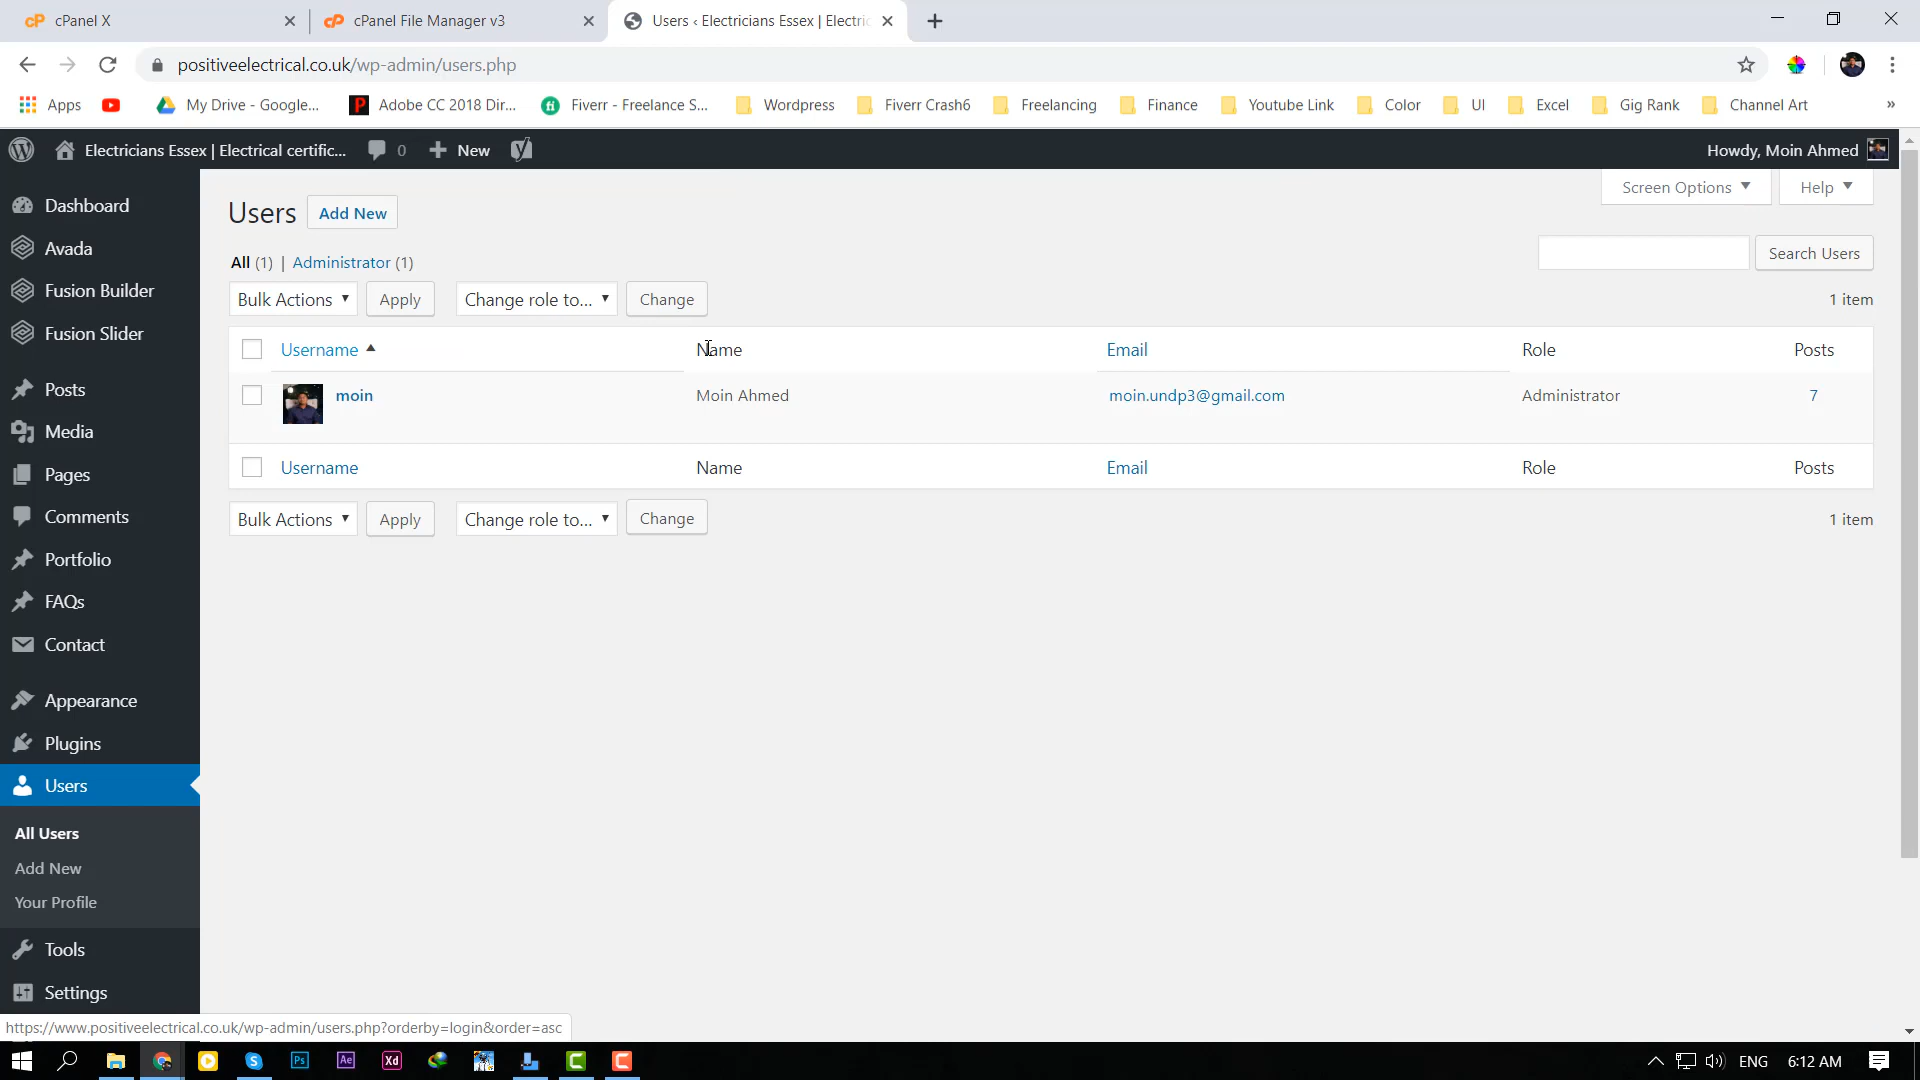 cPanel X
cPanel File Manager v3
Users ‹ Electricians Essex | Electric
positiveelectrical.co.uk/wp-admin/users.php
Apps
My Drive - Google...
Adobe CC 2018 Dir...
Fiverr - Freelance S...
Wordpress
Fiverr Crash6
Freelancing
Finance
Youtube Link
Color
UI
Excel
Gig Rank
Channel Art
»
Electricians Essex | Electrical certific...
0
New
Howdy, Moin Ahmed
Dashboard
Avada
Fusion Builder
Fusion Slider
Posts
Media
Pages
Comments
Portfolio
FAQs
Contact
Appearance
Plugins
Users
All Users
Add New
Your Profile
Tools
Settings
Screen Options
Help
Users
Add New
All (1) | Administrator (1)
Search Users
Bulk Actions
Apply
Change role to...
Change
1 item
Username Name Email Role Posts
moin Moin Ahmed moin.undp3@gmail.com Administrator 7
Username Name Email Role Posts
Bulk Actions
Apply
Change role to...
Change
1 item
https://www.positiveelectrical.co.uk/wp-admin/users.php?orderby=login&order=asc
Ps
Ae
Xd
ENG
6:12 AM